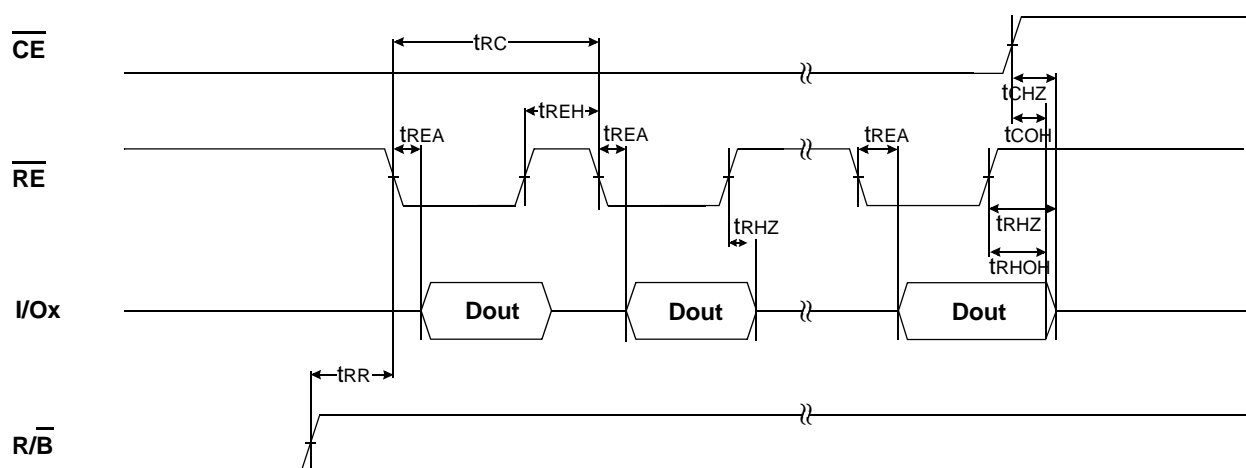 CE
tRC
tCHZ
tREH
tCOH
tREA
tREA
tREA
RE
tRHZ
tRHZ
tRHOH
I/Ox
Dout
Dout
Dout
tRR
R/B